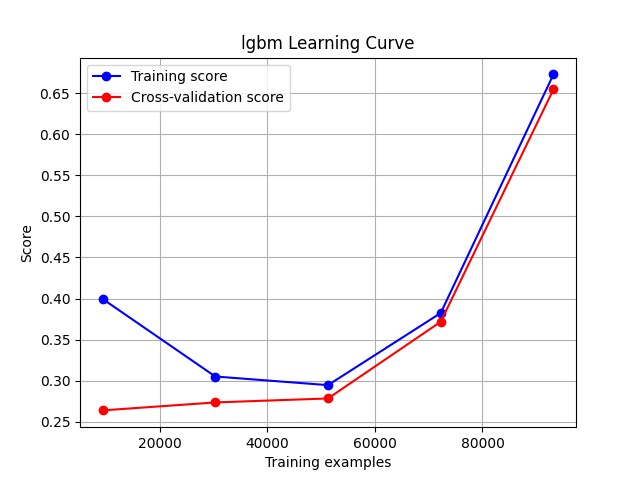 lgbm Learning Curve
Training score
Cross-validation score
0.65
0.60
0.55
0.50
0.45
0.40
0.35
0.30
0.25
Score
20000 40000 60000 80000
Training examples